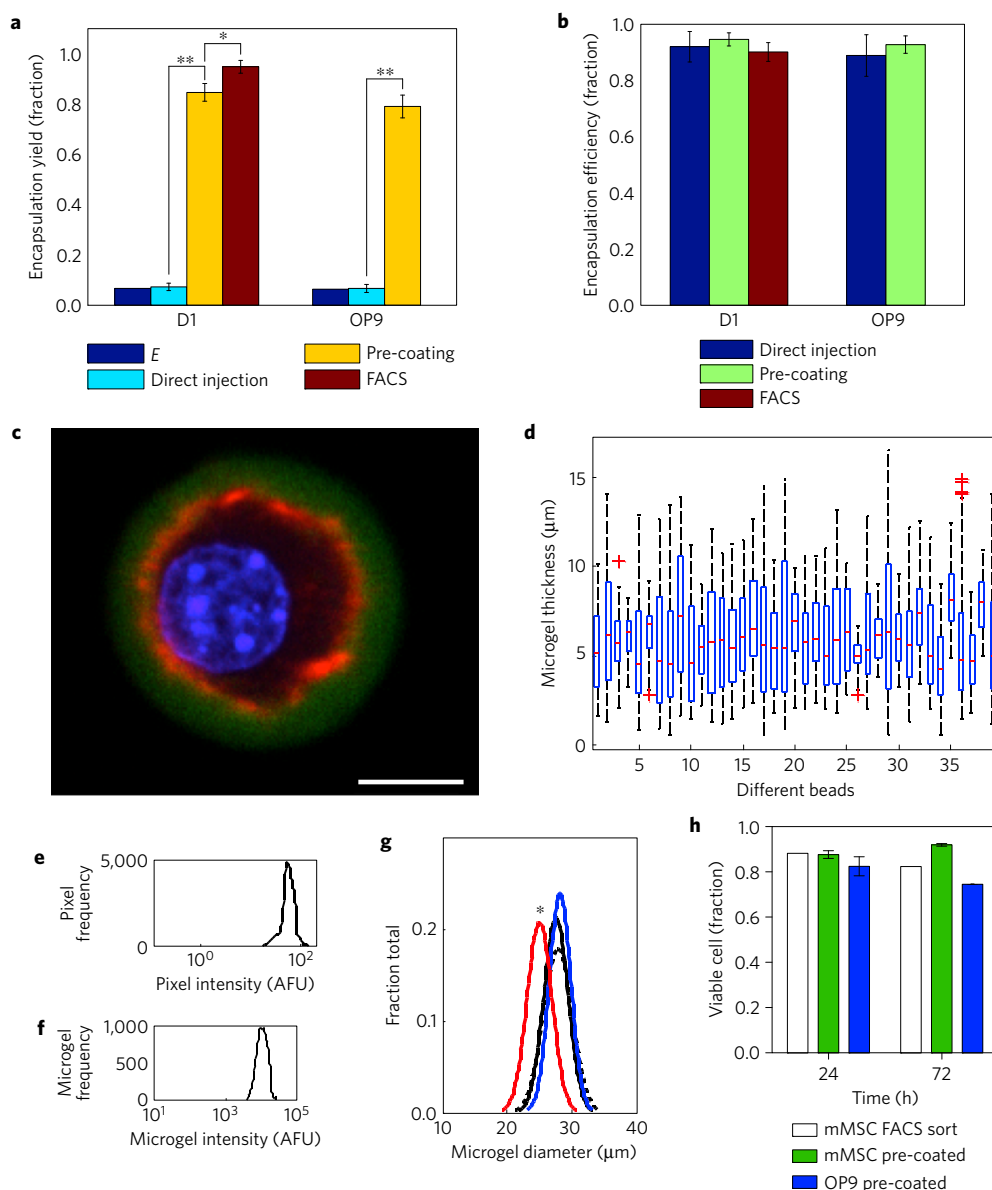 a
Encapsulation yield (fraction)
1.0
0.8
0.6
0.4
0.2
0.0
**
*
**
D1
OP9
E
Direct injection
Pre-coating
FACS
b
Encapsulation efficiency (fraction)
1.0
0.8
0.6
0.4
0.2
0.0
D1
OP9
Direct injection
Pre-coating
FACS
c
d
Microgel thickness (μm)
15
10
5
0
5 10 15 20 25 30 35
Different beads
e
Pixel frequency
5,000
0
10⁰ 10²
Pixel intensity (AFU)
f
Microgel frequency
1,000
500
0
10¹ 10³ 10⁵
Microgel intensity (AFU)
g
Fraction total
0.2
0.1
0.0
*
10 20 30 40
Microgel diameter (μm)
h
Viable cell (fraction)
1.0
0.8
0.6
0.4
0.2
0.0
24 72
Time (h)
mMSC FACS sort
mMSC pre-coated
OP9 pre-coated